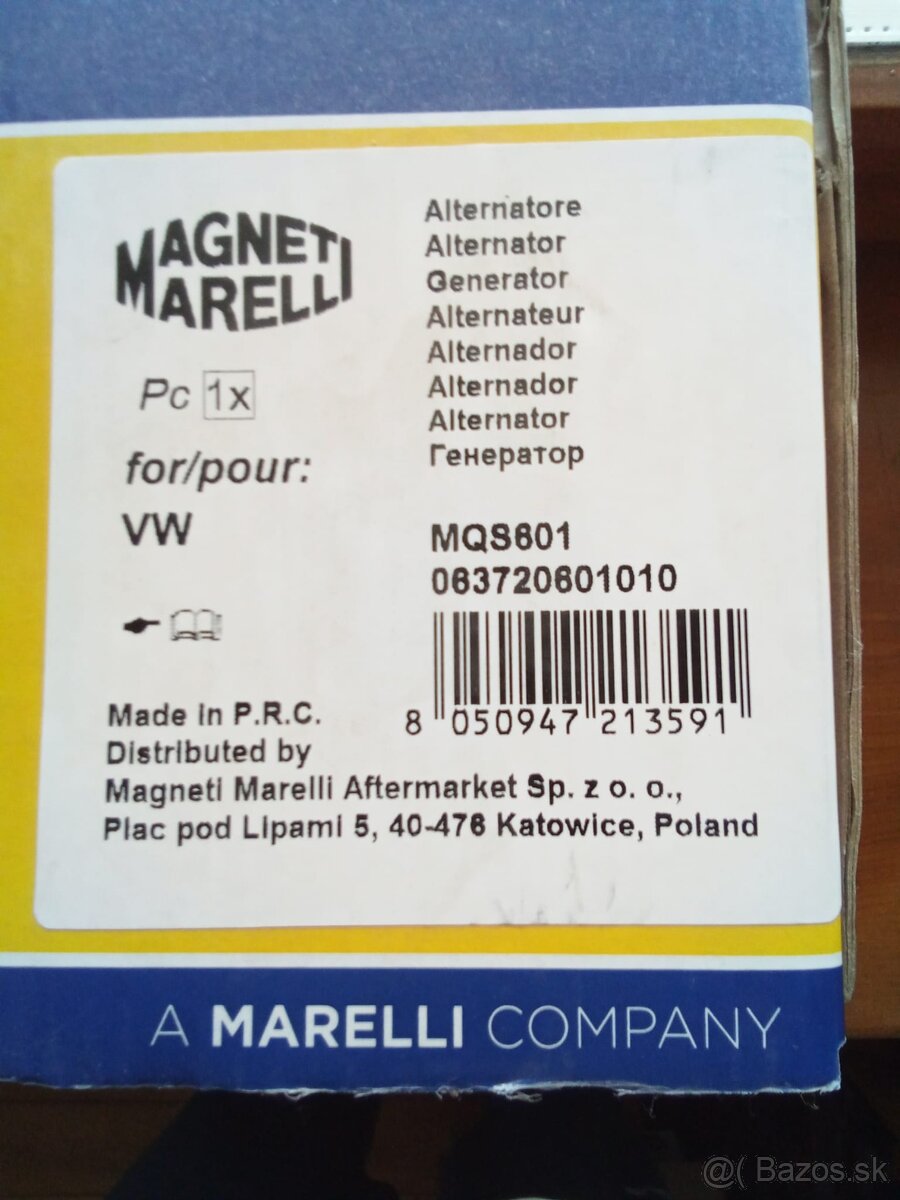 MAGNETI
MARELLI
Pc 1x
for/pour:
VW
Alternatore
Alternator
Generator
Alternateur
Alternador
Alternador
Alternator
Генератор
MQS601
063720601010
8 050947 213591
Made in P.R.C.
Distributed by
Magneti Marelli Aftermarket Sp. z o. o.,
Plac pod Lipami 5, 40-476 Katowice, Poland
A MARELLI COMPANY
@( Bazos.sk